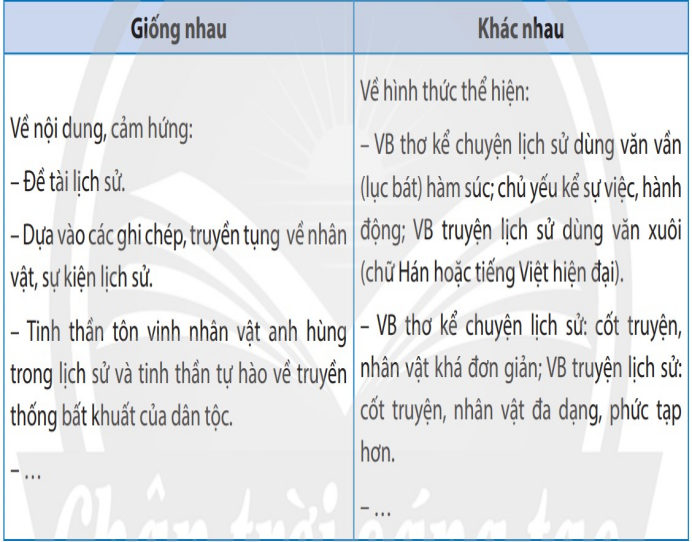 Giống nhau
Khác nhau
Về nội dung, cảm hứng:
– Đề tài lịch sử.
– Dựa vào các ghi chép, truyền tụng về nhân
vật, sự kiện lịch sử.
– Tinh thần tôn vinh nhân vật anh hùng
trong lịch sử và tinh thần tự hào về truyền
thống bất khuất của dân tộc.
– ...
Về hình thức thể hiện:
– VB thơ kể chuyện lịch sử dùng văn vần
(lục bát) hàm súc; chủ yếu kể sự việc, hành
động; VB truyện lịch sử dùng văn xuôi
(chữ Hán hoặc tiếng Việt hiện đại).
– VB thơ kể chuyện lịch sử: cốt truyện,
nhân vật khá đơn giản; VB truyện lịch sử:
cốt truyện, nhân vật đa dạng, phức tạp
hơn.
– ...
Chân trời sáng tạo